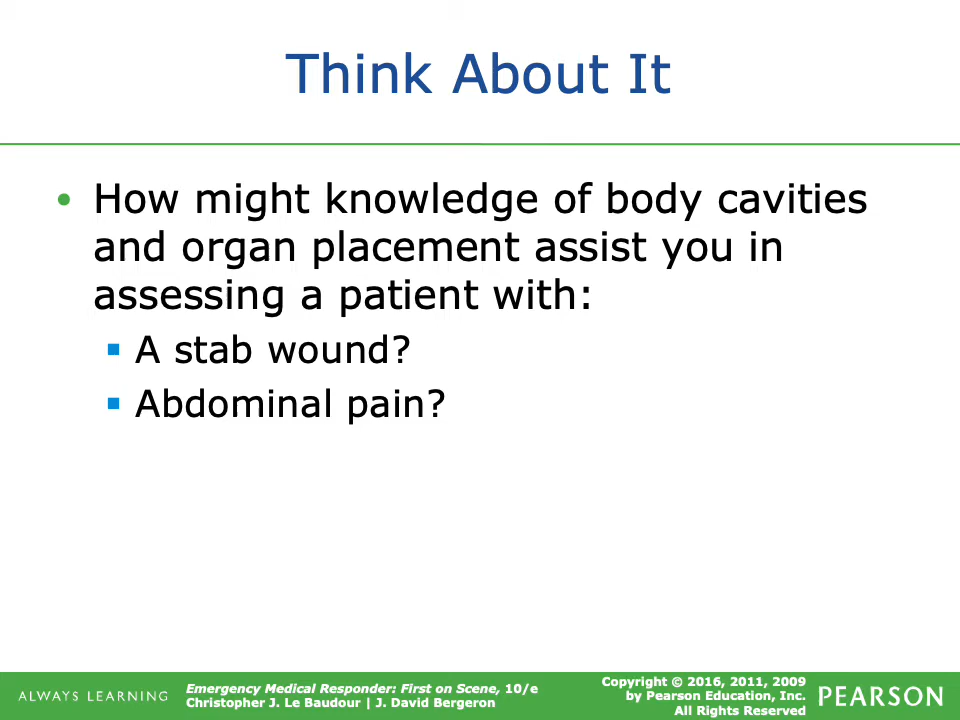 Think About It
• How might knowledge of body cavities
and organ placement assist you in
assessing a patient with:
▪ A stab wound?
▪ Abdominal pain?
ALWAYS LEARNING
Emergency Medical Responder: First on Scene, 10/e
Christopher J. Le Baudour | J. David Bergeron
Copyright © 2016, 2011, 2009
by Pearson Education, Inc.
All Rights Reserved
PEARSON